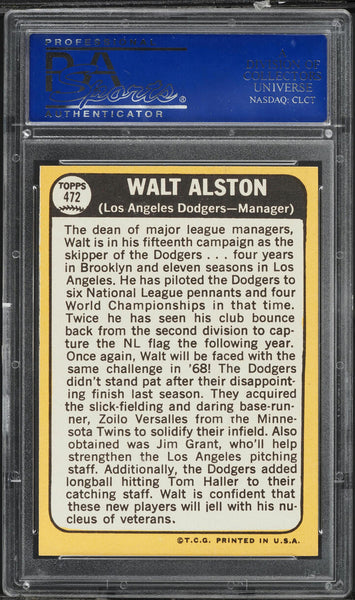 PROFESSIONAL
PSA
Sports ®
AUTHENTICATOR
A
DIVISION OF
COLLECTORS
UNIVERSE
NASDAQ: CLCT
TOPPS
472
WALT ALSTON
(Los Angeles Dodgers—Manager)
The dean of major league managers,
Walt is in his fifteenth campaign as the
skipper of the Dodgers . . . four years
in Brooklyn and eleven seasons in Los
Angeles. He has piloted the Dodgers to
six National League pennants and four
World Championships in that time.
Twice he has seen his club bounce
back from the second division to cap-
ture the NL flag the following year.
Once again, Walt will be faced with the
same challenge in '68! The Dodgers
didn't stand pat after their disappoint-
ing finish last season. They acquired
the slick-fielding and daring base-run-
ner, Zoilo Versalles from the Minne-
sota Twins to solidify their infield. Also
obtained was Jim Grant, who'll help
strengthen the Los Angeles pitching
staff. Additionally, the Dodgers added
longball hitting Tom Haller to their
catching staff. Walt is confident that
these new players will jell with his nu-
cleus of veterans.
©T.C.G. PRINTED IN U.S.A.